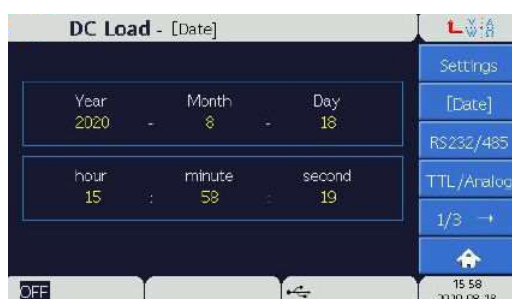 DC Load - [Date]
Settings
[Date]
RS232/485
TTL/Analog
1/3 →
Year Month Day
2020 - 8 - 18
hour minute second
15 : 58 : 19
OFF
15 58
2020-08-18